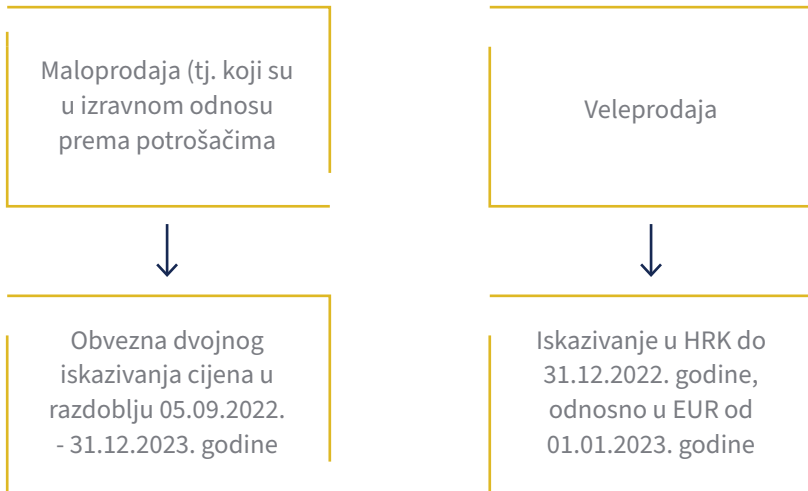 Maloprodaja (tj. koji su
u izravnom odnosu
prema potrošačima
Veleprodaja
Obvezna dvojnog
iskazivanja cijena u
razdoblju 05.09.2022.
- 31.12.2023. godine
Iskazivanje u HRK do
31.12.2022. godine,
odnosno u EUR od
01.01.2023. godine